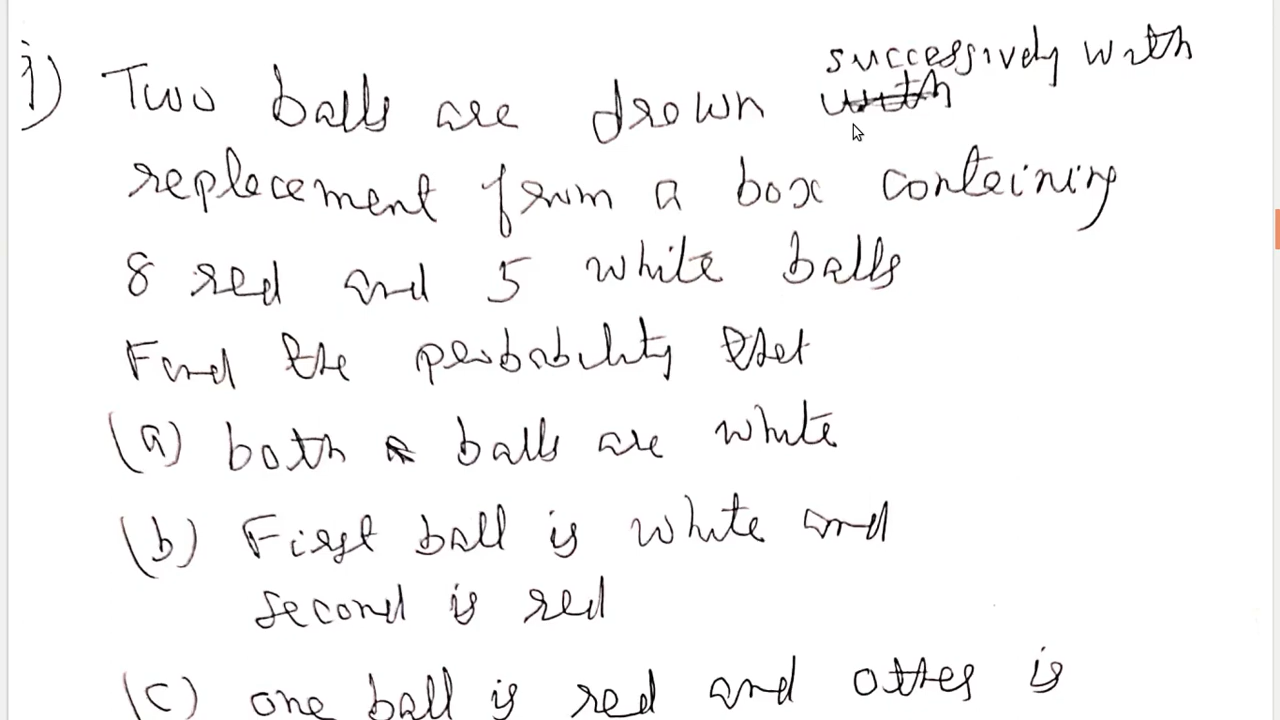 i) Two balls are drawn successively with
replacement from a box containing
8 red and 5 white balls
Find the probability that
(a) both balls are white
(b) First ball is white and
second is red
(c) one ball is red and other is